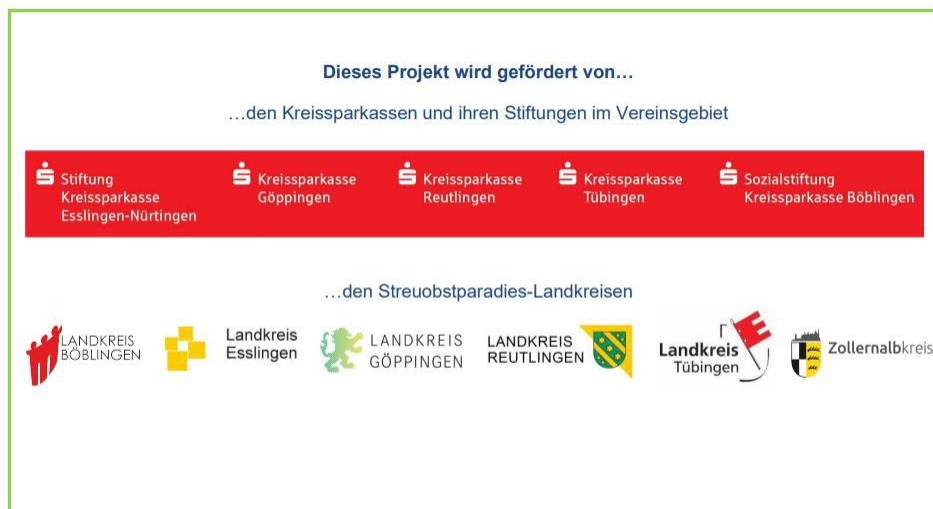 Dieses Projekt wird gefördert von…
…den Kreissparkassen und ihren Stiftungen im Vereinsgebiet
Stiftung
Kreissparkasse
Esslingen-Nürtingen
Kreissparkasse
Göppingen
Kreissparkasse
Reutlingen
Kreissparkasse
Tübingen
Sozialstiftung
Kreissparkasse Böblingen
…den Streuobstparadies-Landkreisen
LANDKREIS
BÖBLINGEN
Landkreis
Esslingen
LANDKREIS
GÖPPINGEN
LANDKREIS
REUTLINGEN
Landkreis
Tübingen
Zollernalbkreis